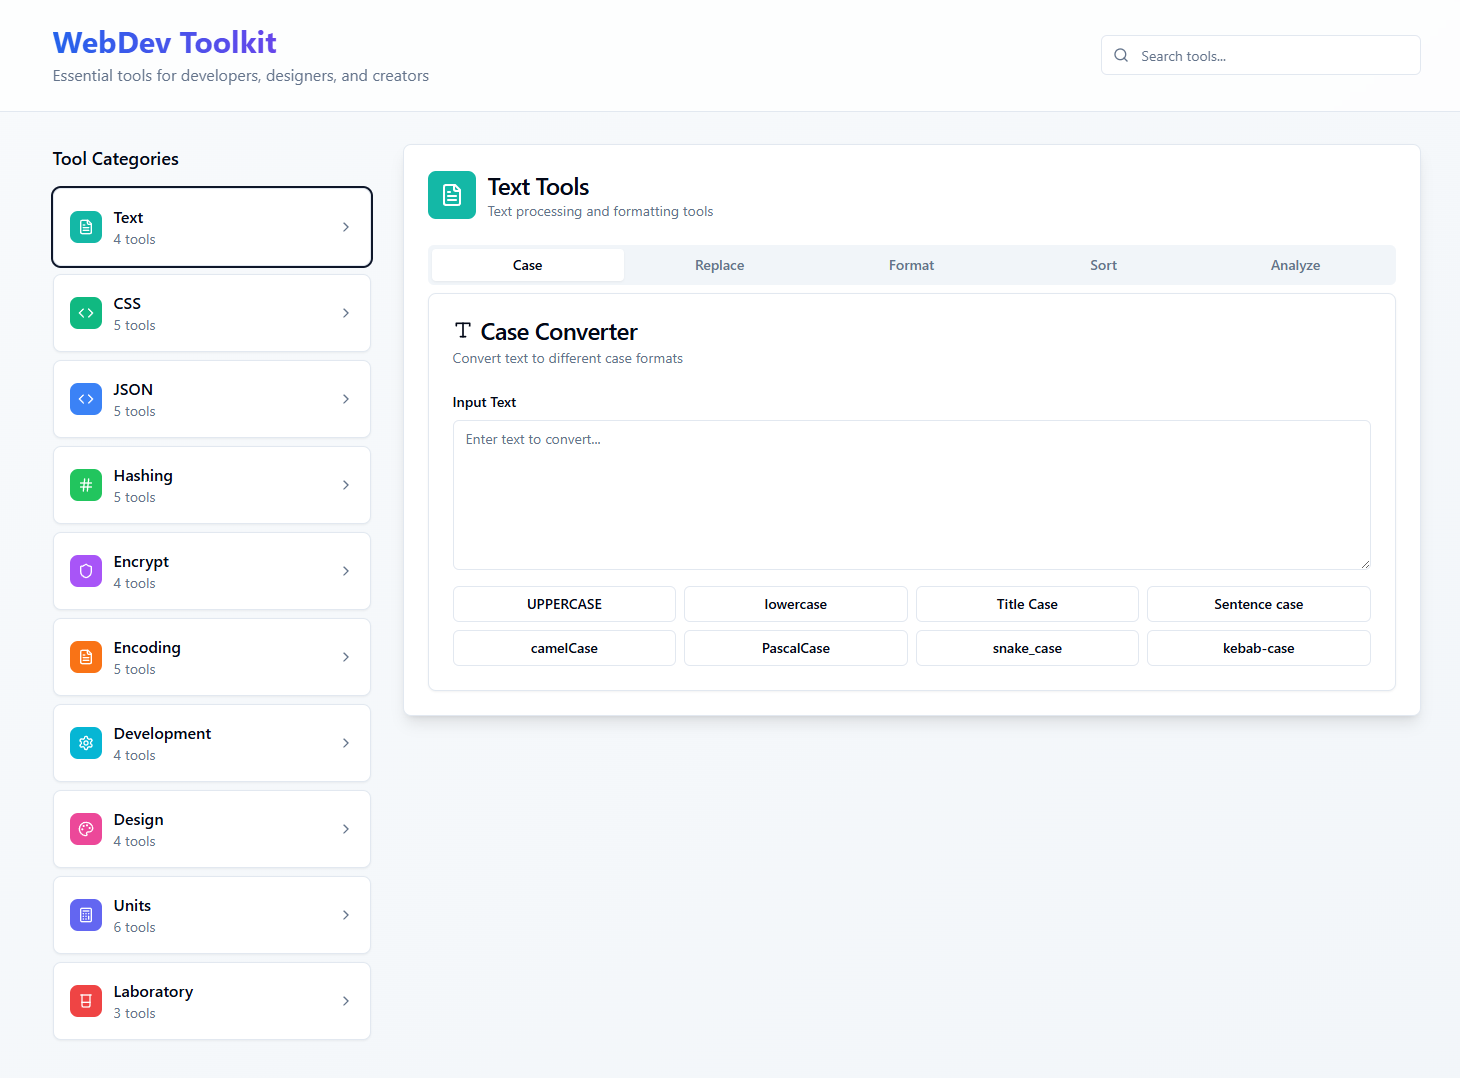 WebDev Toolkit
Essential tools for developers, designers, and creators
Search tools...
Tool Categories
Text
4 tools
CSS
5 tools
JSON
5 tools
Hashing
5 tools
Encrypt
4 tools
Encoding
5 tools
Development
4 tools
Design
4 tools
Units
6 tools
Laboratory
3 tools
Text Tools
Text processing and formatting tools
Case Replace Format Sort Analyze
Case Converter
Convert text to different case formats
Input Text
Enter text to convert...
UPPERCASE lowercase Title Case Sentence case
camelCase PascalCase snake_case kebab-case